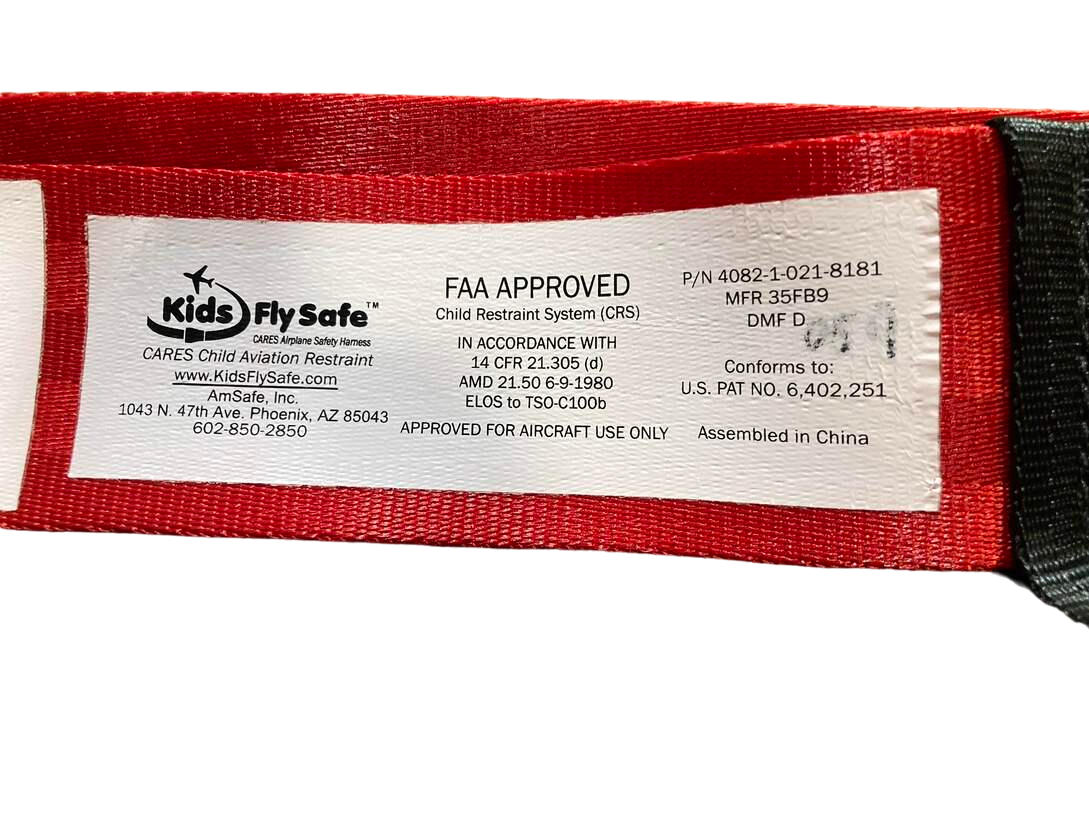 Kids Fly Safe™
CARES Airplane Safety Harness
CARES Child Aviation Restraint
www.KidsFlySafe.com
AmSafe, Inc.
1043 N. 47th Ave. Phoenix, AZ 85043
602-850-2850
FAA APPROVED
Child Restraint System (CRS)
IN ACCORDANCE WITH
14 CFR 21.305 (d)
AMD 21.50 6-9-1980
ELOS to TSO-C100b
APPROVED FOR AIRCRAFT USE ONLY
P/N 4082-1-021-8181
MFR 35FB9
DMF D
Conforms to:
U.S. PAT NO. 6,402,251
Assembled in China